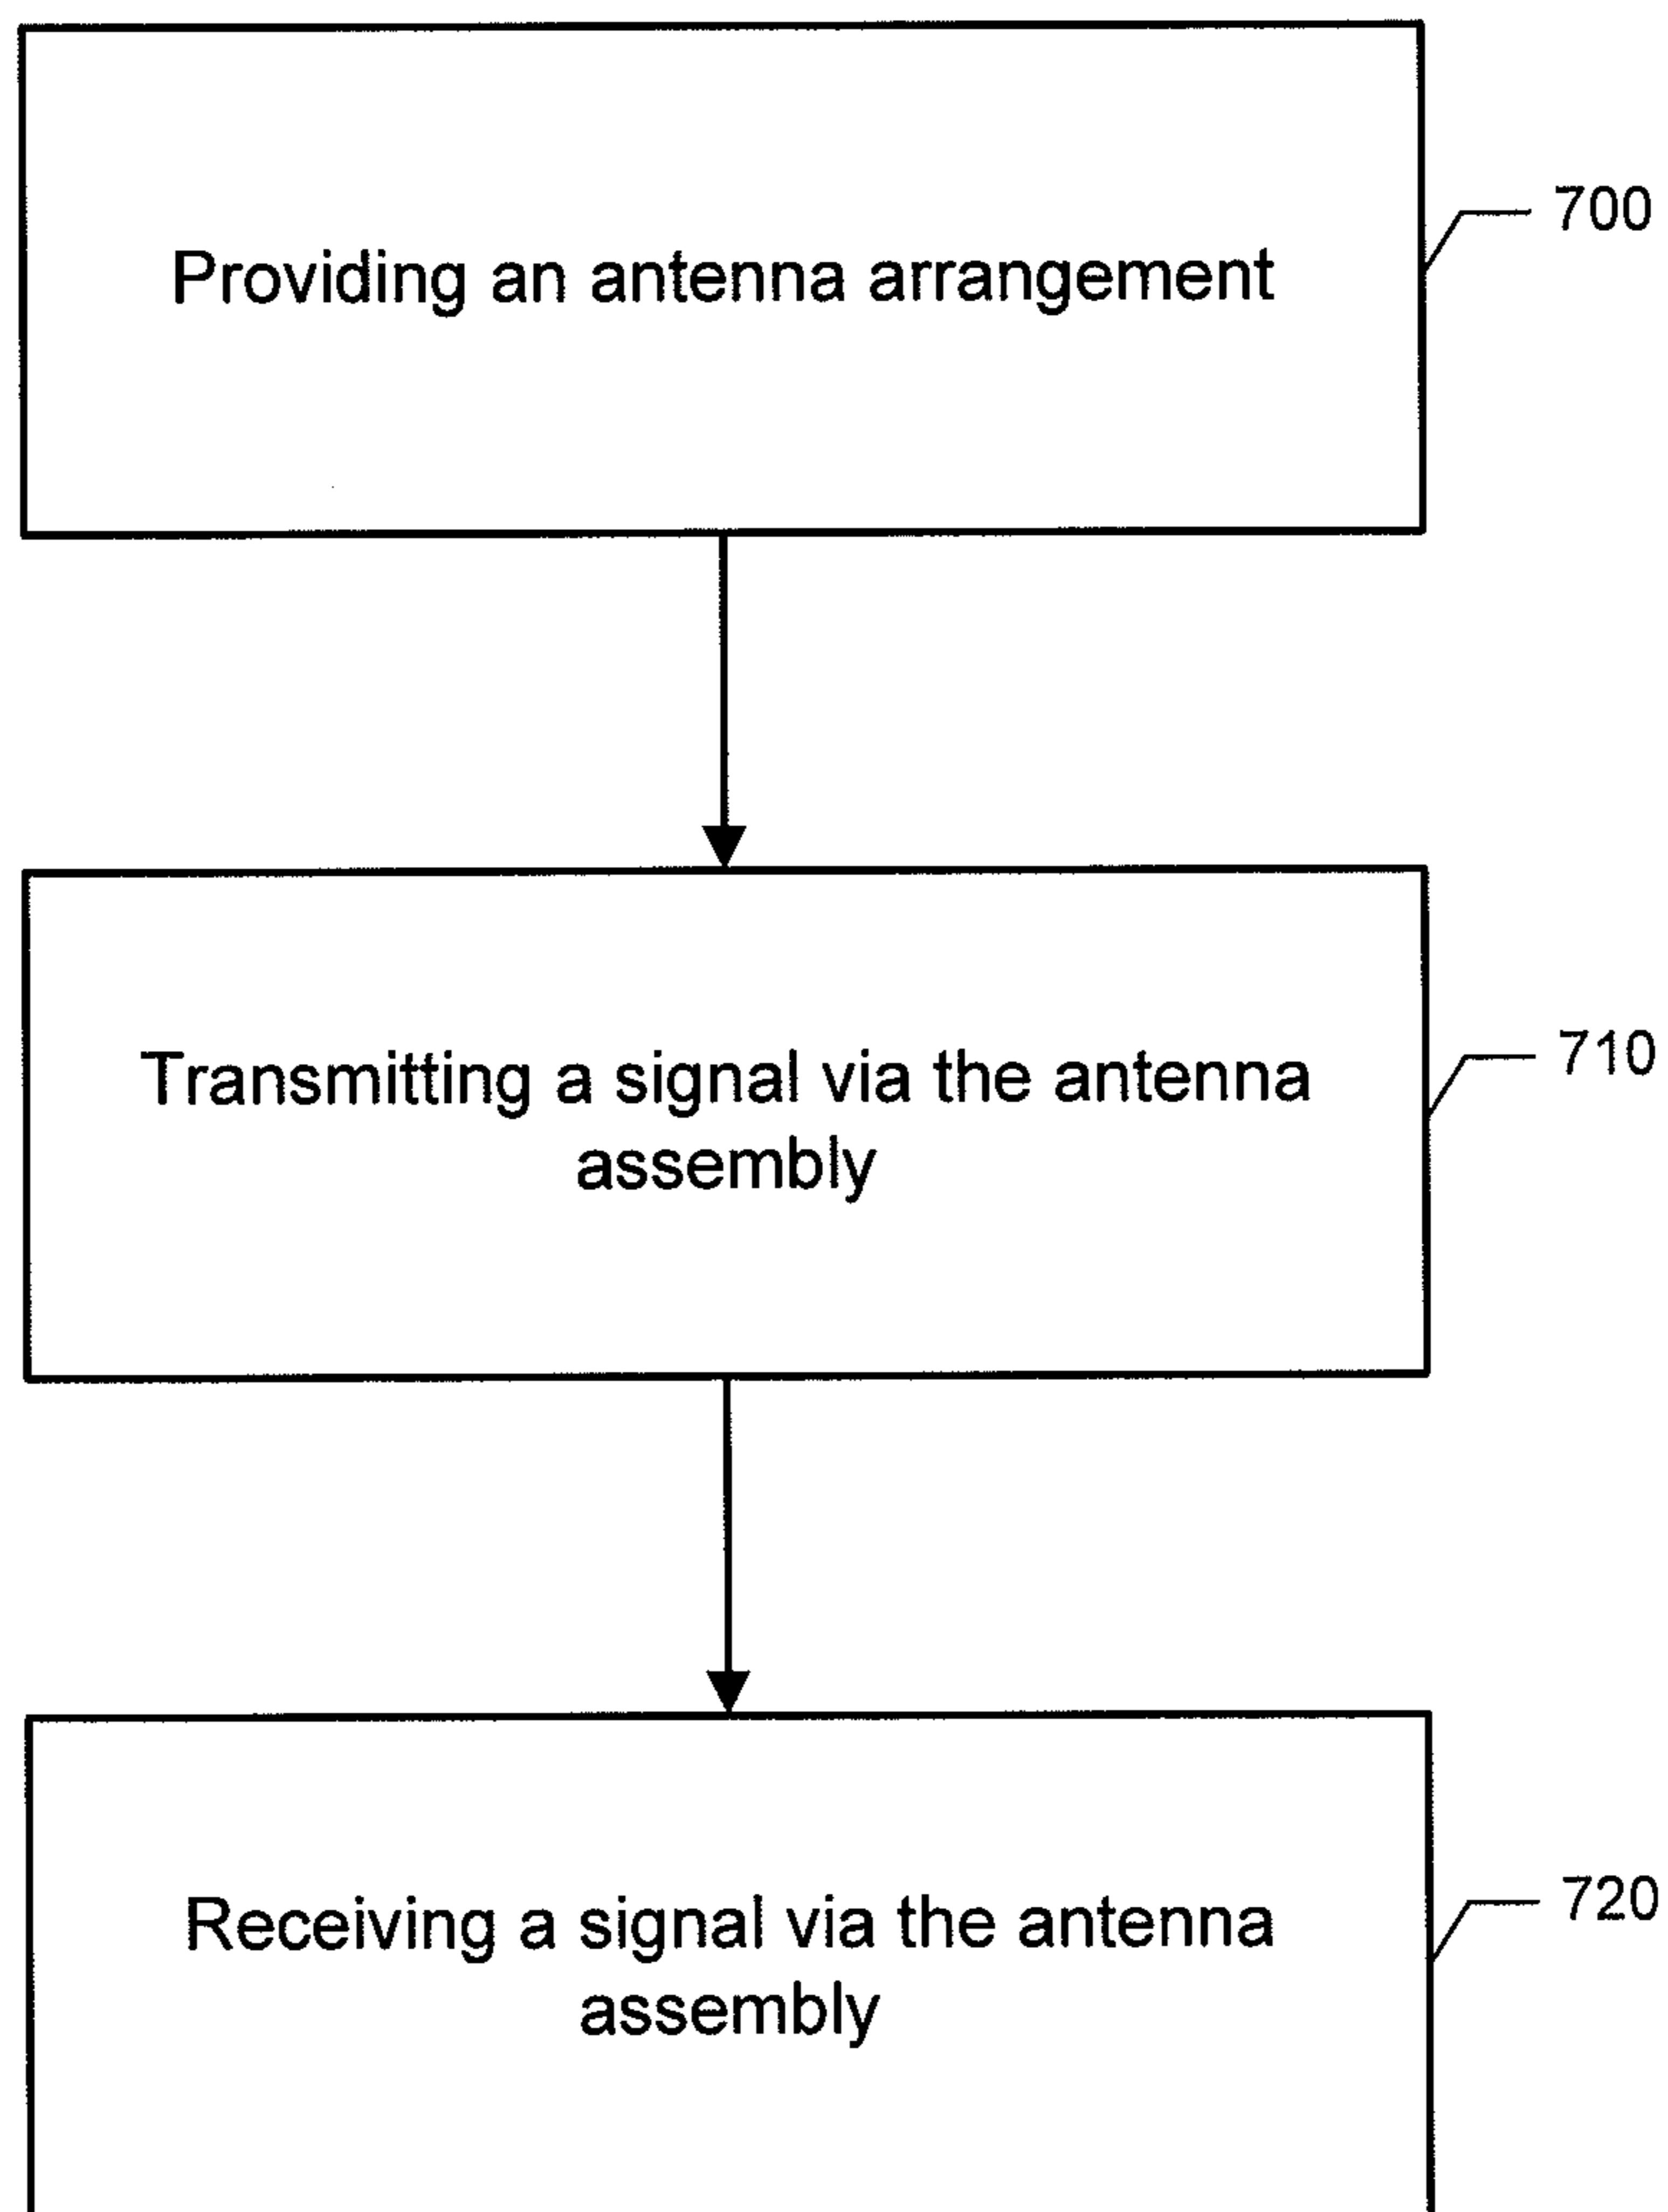 Providing an antenna arrangement
700
Transmitting a signal via the antenna
assembly
710
Receiving a signal via the antenna
assembly
720